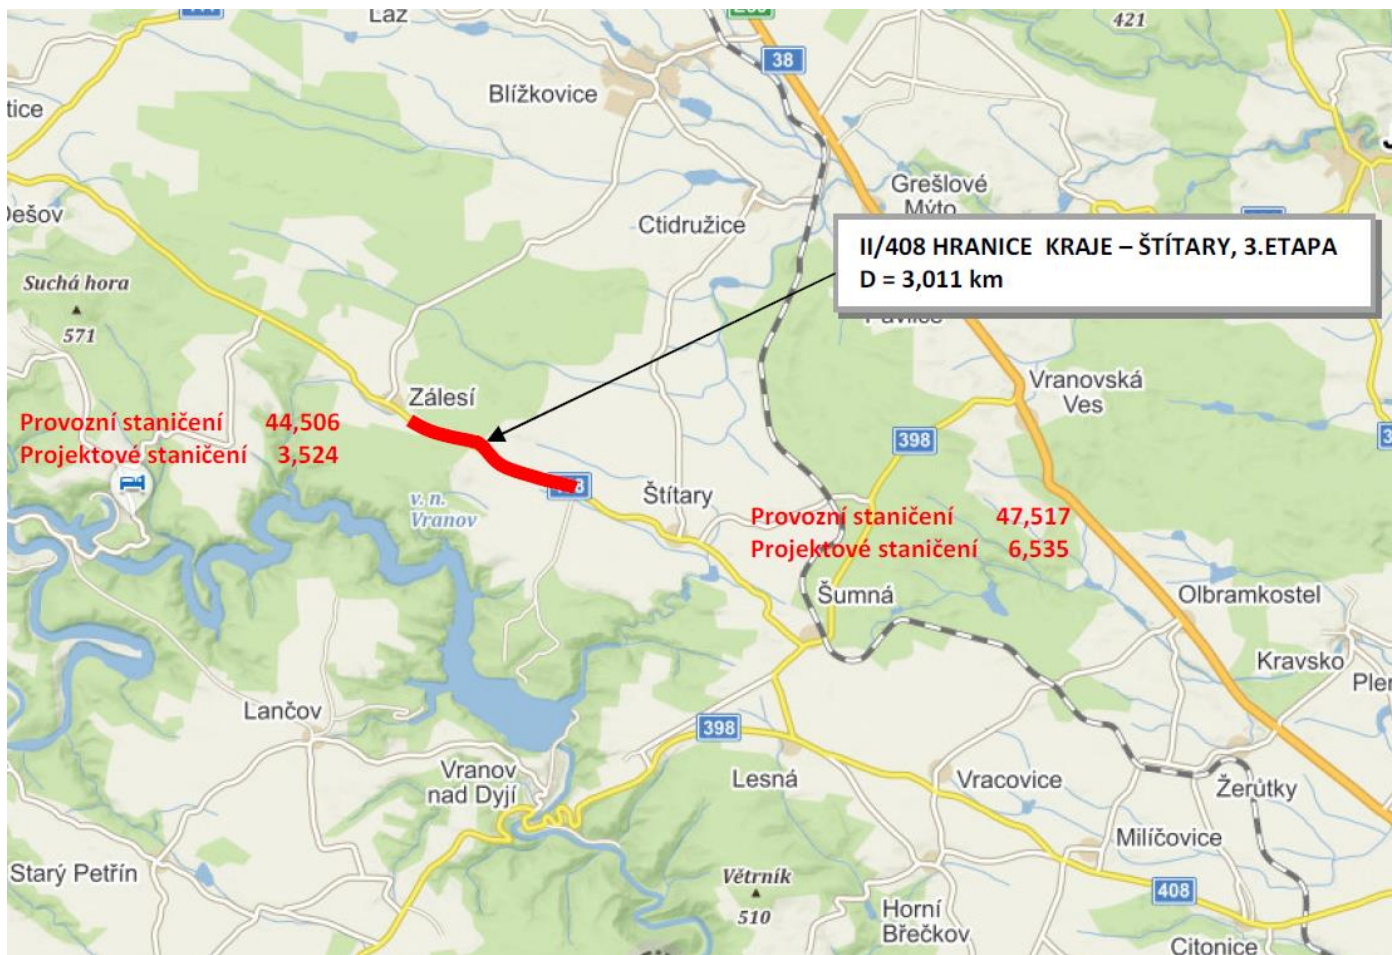 Láz
421
38
Blížkovice
tice
Grešlové
Mýto
Ctidružice
II/408 HRANICE KRAJE – ŠTÍTARY, 3.ETAPA
D = 3,011 km
Suchá hora
571
Vranovská
Ves
Zálesí
Provozní staničení 44,506
Projektové staničení 3,524
398
v. n.
Vranov
Štítary
Provozní staničení 47,517
Projektové staničení 6,535
Šumná
Olbramkostel
Kravsko
Lančov
398
Vranov
nad Dyjí
Lesná
Vracovice
Žerůtky
Milíčovice
Starý Petřín
Větrník
510
408
Horní
Břečkov
Citonice